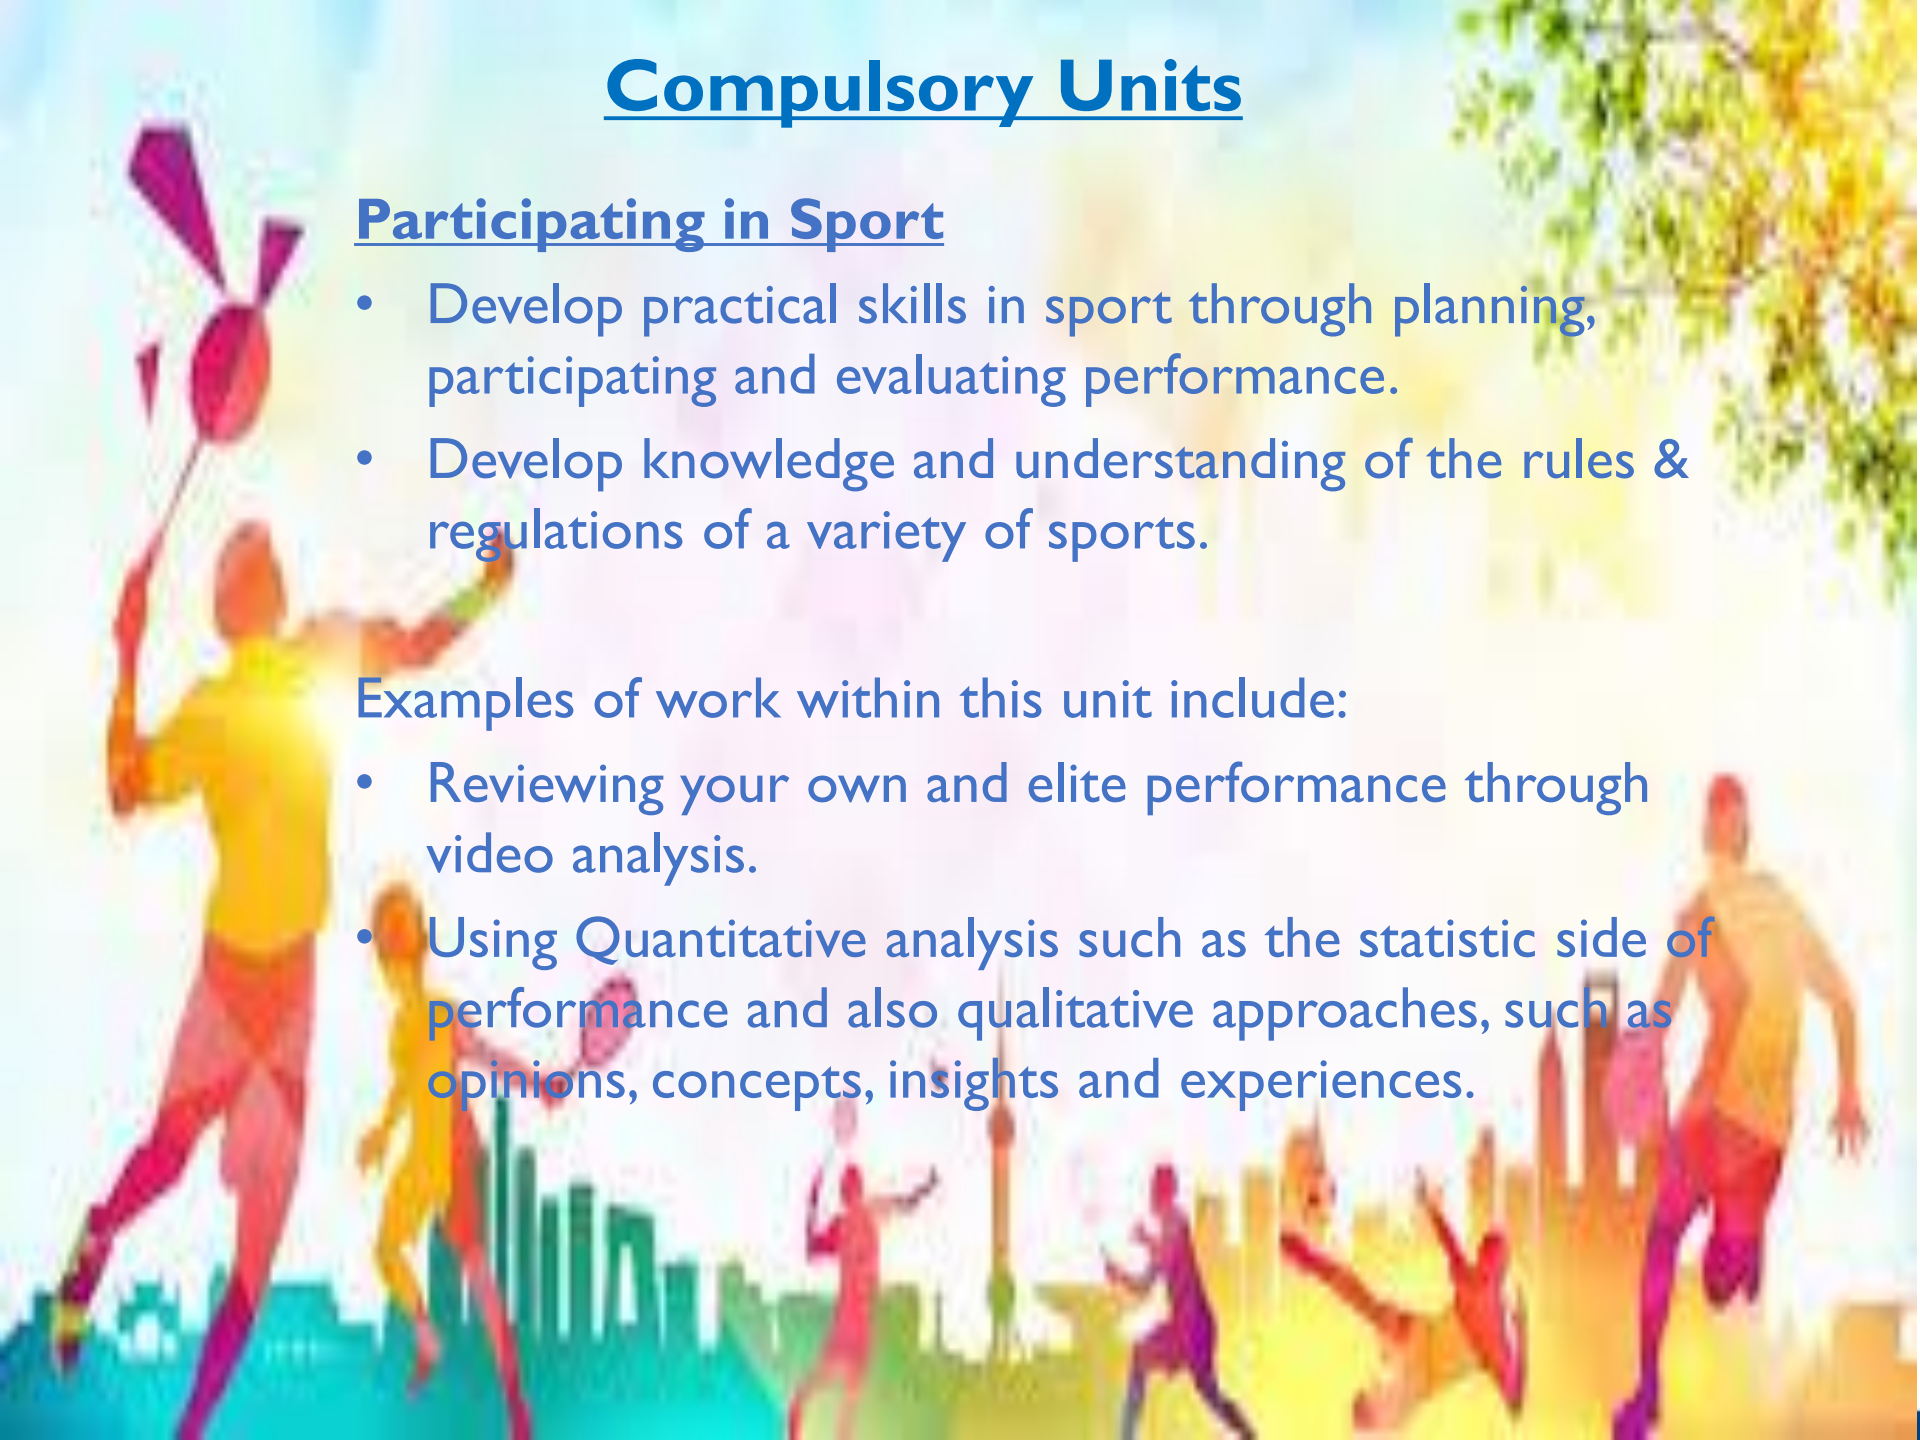 Compulsory Units
Participating in Sport
• Develop practical skills in sport through planning,
participating and evaluating performance.
• Develop knowledge and understanding of the rules &
regulations of a variety of sports.
Examples of work within this unit include:
• Reviewing your own and elite performance through
video analysis.
• Using Quantitative analysis such as the statistic side of
performance and also qualitative approaches, such as
opinions, concepts, insights and experiences.